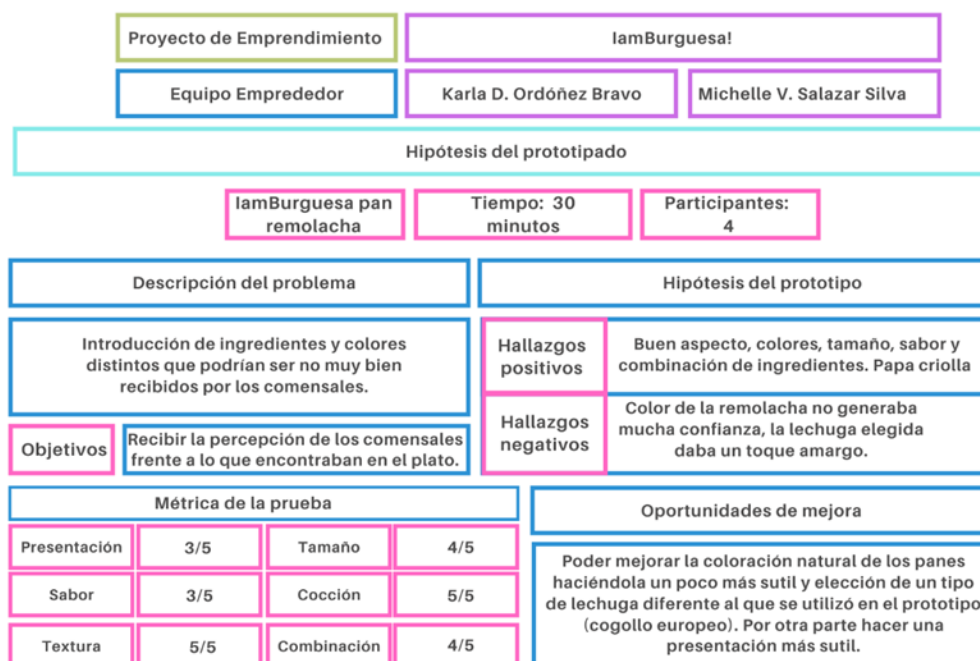 Proyecto de Emprendimiento
IamBurguesa!
Equipo Emprededor
Karla D. Ordóñez Bravo
Michelle V. Salazar Silva
Hipótesis del prototipado
IamBurguesa pan
remolacha
Tiempo: 30
minutos
Participantes:
4
Descripción del problema
Introducción de ingredientes y colores
distintos que podrían ser no muy bien
recibidos por los comensales.
Objetivos
Recibir la percepción de los comensales
frente a lo que encontraban en el plato.
Hipótesis del prototipo
Hallazgos
positivos
Buen aspecto, colores, tamaño, sabor y
combinación de ingredientes. Papa criolla
Hallazgos
negativos
Color de la remolacha no generaba
mucha confianza, la lechuga elegida
daba un toque amargo.
Métrica de la prueba
Presentación
3/5
Tamaño
4/5
Sabor
3/5
Cocción
5/5
Textura
5/5
Combinación
4/5
Oportunidades de mejora
Poder mejorar la coloración natural de los panes
haciéndola un poco más sutil y elección de un tipo
de lechuga diferente al que se utilizó en el prototipo
(cogollo europeo). Por otra parte hacer una
presentación más sutil.